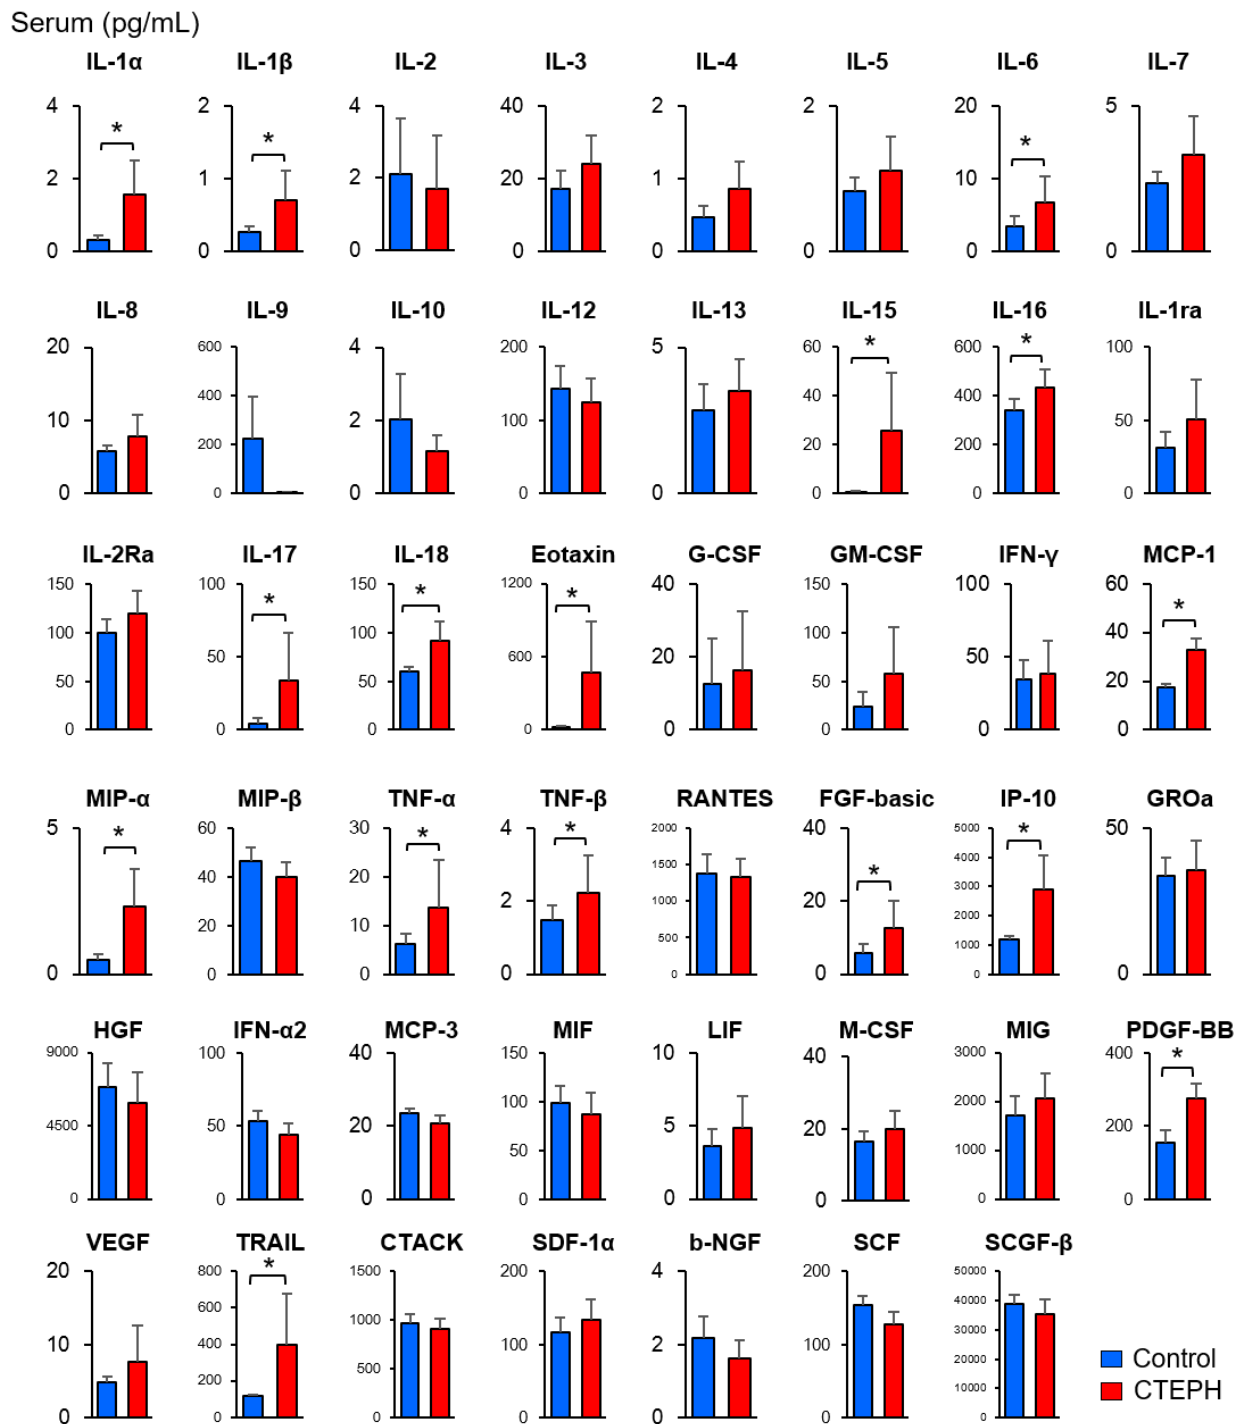 Serum (pg/mL)
IL-1α IL-1β IL-2 IL-3 IL-4 IL-5 IL-6 IL-7
4 2 4 40 2 2 20 5
* * *
2 1 2 20 1 1 10
0 0 0 0 0 0 0 0
IL-8 IL-9 IL-10 IL-12 IL-13 IL-15 IL-16 IL-1ra
20 600 4 200 5 60 600 100
* *
400 40 400
10 2 100 50
200 20 200
0 0 0 0 0 0 0 0
IL-2Ra IL-17 IL-18 Eotaxin G-CSF GM-CSF IFN-γ MCP-1
150 100 150 1200 40 150 100 60
* * * *
100 100 100 40
50 600 20 50
50 50 50 20
0 0 0 0 0 0 0 0
MIP-α MIP-β TNF-α TNF-β RANTES FGF-basic IP-10 GROa
5 60 30 4 2000 40 5000 50
* * * * *
4000
40 20 1500 3000
2 1000 20
20 10 500 2000
1000
0 0 0 0 0 0 0 0
HGF IFN-α2 MCP-3 MIF LIF M-CSF MIG PDGF-BB
9000 100 40 150 10 40 3000 400
*
100 2000
4500 50 20 5 20 200
50 1000
0 0 0 0 0 0 0 0
VEGF TRAIL CTACK SDF-1α b-NGF SCF SCGF-β
20 800 1500 200 4 200 50000
*
600 1000 40000
10 400 100 2 100 30000
200 500 20000
10000
0 0 0 0 0 0 0
Control
CTEPH